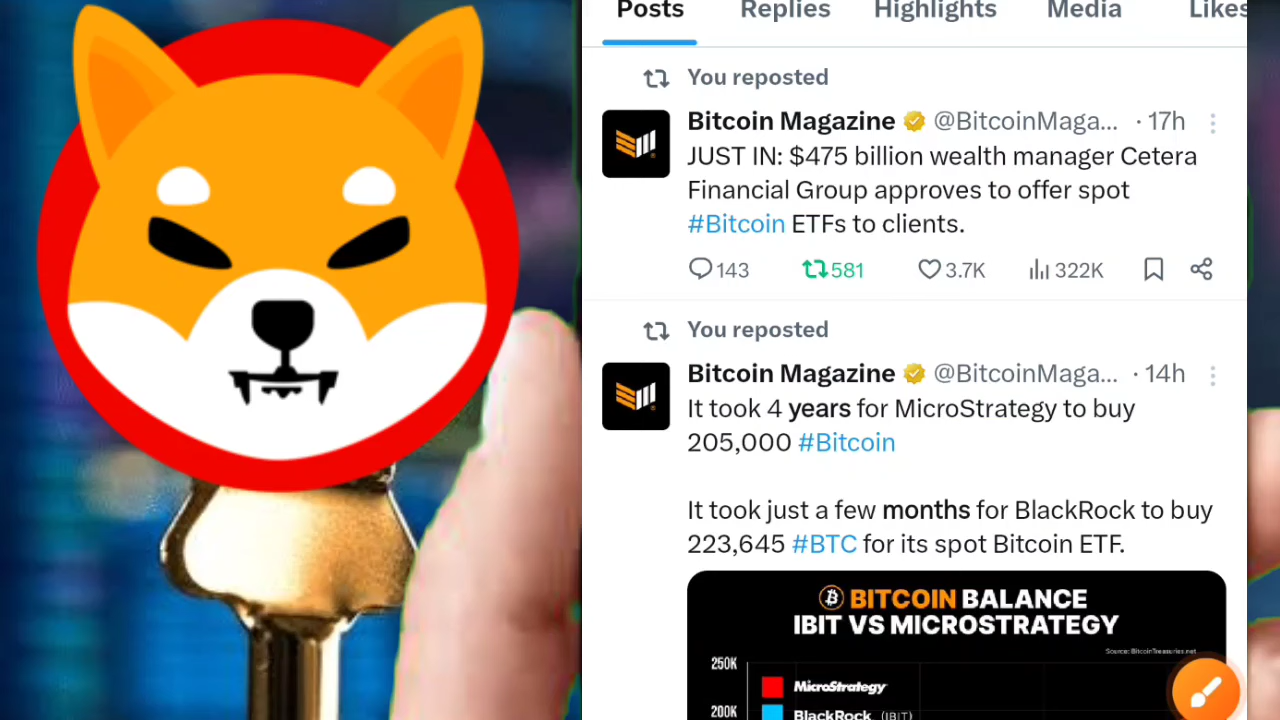 Posts Replies Highlights Media Likes
You reposted
Bitcoin Magazine @BitcoinMaga... · 17h
JUST IN: $475 billion wealth manager Cetera
Financial Group approves to offer spot
#Bitcoin ETFs to clients.
143 581 3.7K 322K
You reposted
Bitcoin Magazine @BitcoinMaga... · 14h
It took 4 years for MicroStrategy to buy
205,000 #Bitcoin
It took just a few months for BlackRock to buy
223,645 #BTC for its spot Bitcoin ETF.
BITCOIN BALANCE
IBIT VS MICROSTRATEGY
Source: BitcoinTreasuries.net
250K
MicroStrategy
200K
BlackRock (IBIT)